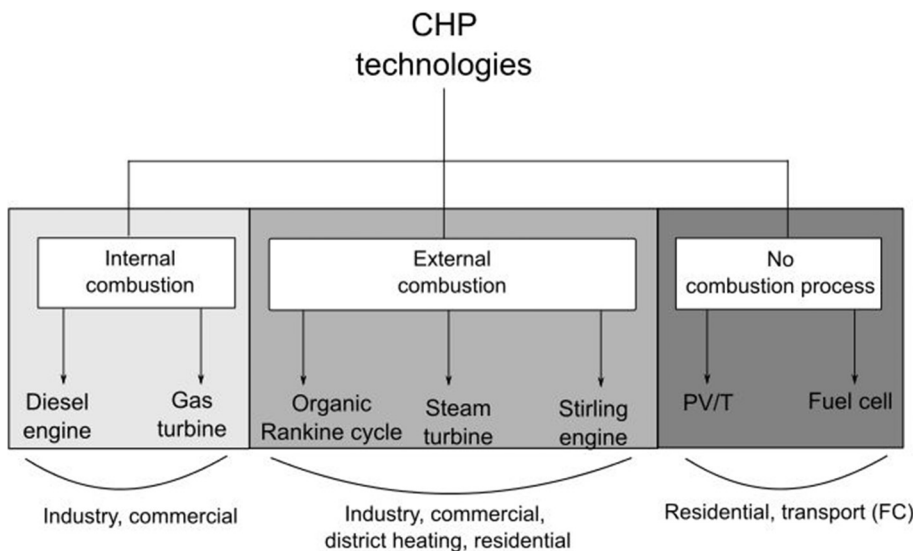 CHP
technologies
Internal
combustion
External
combustion
No
combustion process
Diesel
engine
Gas
turbine
Organic
Rankine cycle
Steam
turbine
Stirling
engine
PV/T
Fuel cell
Industry, commercial
Industry, commercial,
district heating, residential
Residential, transport (FC)